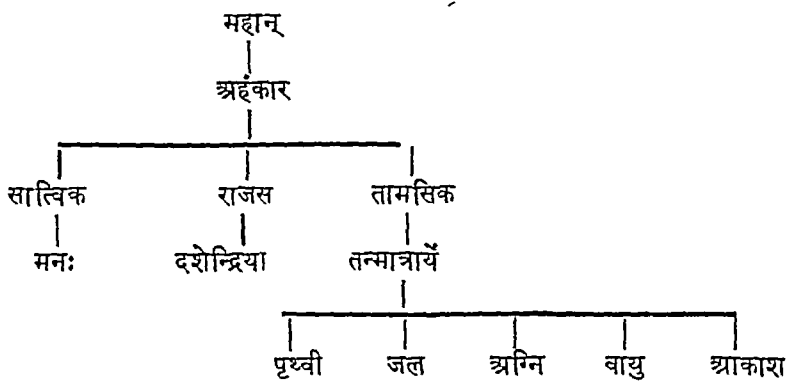 महान्
अहंकार
सात्विक राजस तामसिक
मनः दशेन्द्रिया तन्मात्रायें
पृथ्वी जल अग्नि वायु आकाश